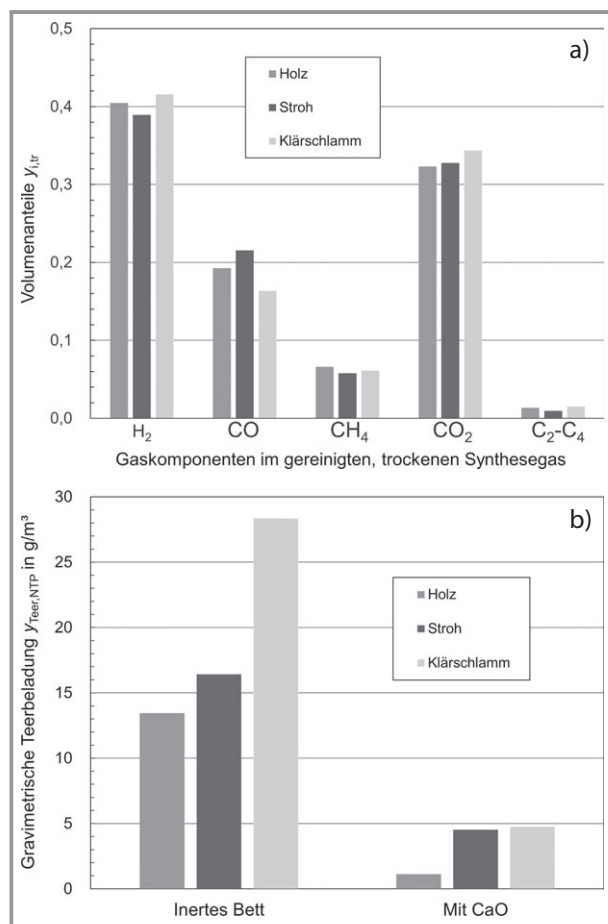 a)
0,5
0,4
0,3
0,2
0,1
0,0
Volumenanteile yi,tr
Holz
Stroh
Klärschlamm
H₂
CO
CH₄
CO₂
C₂-C₄
Gaskomponenten im gereinigten, trockenen Synthesegas
b)
30
25
20
15
10
5
0
Gravimetrische Teerbeladung yTeer,NTP in g/m³
Holz
Stroh
Klärschlamm
Inertes Bett
Mit CaO